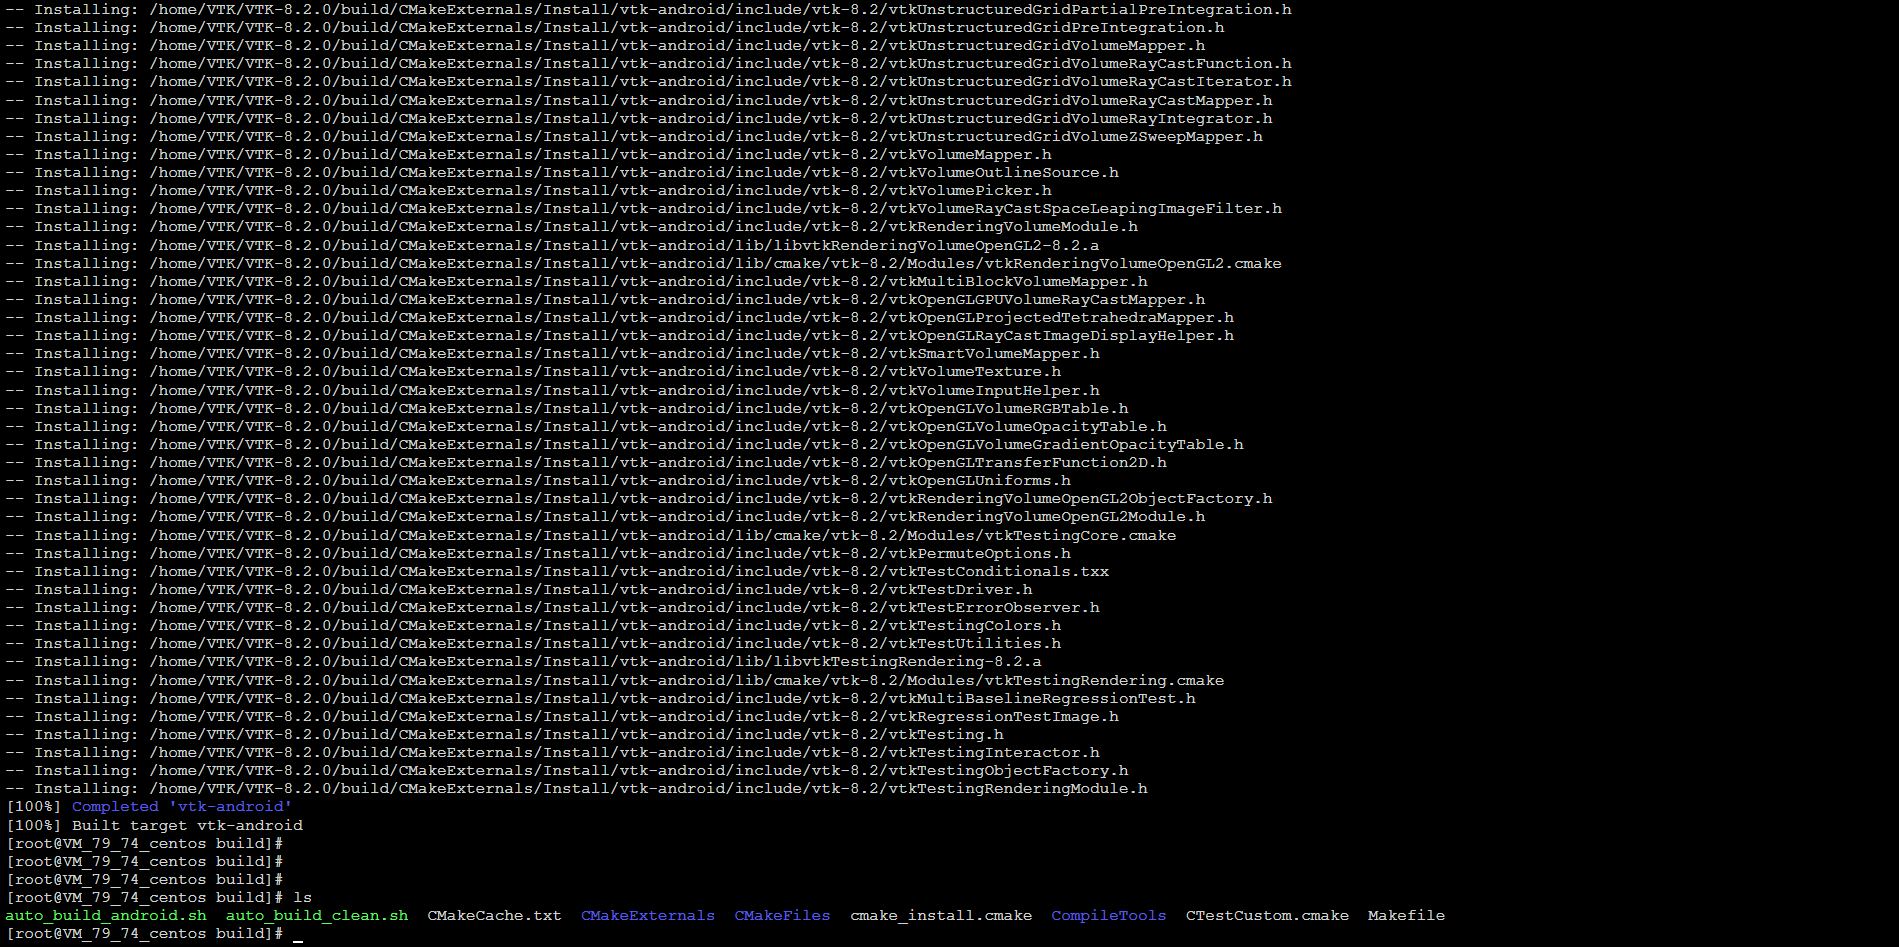 -- Installing: /home/VTK/VTK-8.2.0/build/CMakeExternals/Install/vtk-android/include/vtk-8.2/vtkUnstructuredGridPartialPreIntegration.h
-- Installing: /home/VTK/VTK-8.2.0/build/CMakeExternals/Install/vtk-android/include/vtk-8.2/vtkUnstructuredGridPreIntegration.h
-- Installing: /home/VTK/VTK-8.2.0/build/CMakeExternals/Install/vtk-android/include/vtk-8.2/vtkUnstructuredGridVolumeMapper.h
-- Installing: /home/VTK/VTK-8.2.0/build/CMakeExternals/Install/vtk-android/include/vtk-8.2/vtkUnstructuredGridVolumeRayCastFunction.h
-- Installing: /home/VTK/VTK-8.2.0/build/CMakeExternals/Install/vtk-android/include/vtk-8.2/vtkUnstructuredGridVolumeRayCastIterator.h
-- Installing: /home/VTK/VTK-8.2.0/build/CMakeExternals/Install/vtk-android/include/vtk-8.2/vtkUnstructuredGridVolumeRayCastMapper.h
-- Installing: /home/VTK/VTK-8.2.0/build/CMakeExternals/Install/vtk-android/include/vtk-8.2/vtkUnstructuredGridVolumeRayIntegrator.h
-- Installing: /home/VTK/VTK-8.2.0/build/CMakeExternals/Install/vtk-android/include/vtk-8.2/vtkUnstructuredGridVolumeZSweepMapper.h
-- Installing: /home/VTK/VTK-8.2.0/build/CMakeExternals/Install/vtk-android/include/vtk-8.2/vtkVolumeMapper.h
-- Installing: /home/VTK/VTK-8.2.0/build/CMakeExternals/Install/vtk-android/include/vtk-8.2/vtkVolumeOutlineSource.h
-- Installing: /home/VTK/VTK-8.2.0/build/CMakeExternals/Install/vtk-android/include/vtk-8.2/vtkVolumePicker.h
-- Installing: /home/VTK/VTK-8.2.0/build/CMakeExternals/Install/vtk-android/include/vtk-8.2/vtkVolumeRayCastSpaceLeapingImageFilter.h
-- Installing: /home/VTK/VTK-8.2.0/build/CMakeExternals/Install/vtk-android/include/vtk-8.2/vtkRenderingVolumeModule.h
-- Installing: /home/VTK/VTK-8.2.0/build/CMakeExternals/Install/vtk-android/lib/libvtkRenderingVolumeOpenGL2-8.2.a
-- Installing: /home/VTK/VTK-8.2.0/build/CMakeExternals/Install/vtk-android/lib/cmake/vtk-8.2/Modules/vtkRenderingVolumeOpenGL2.cmake
-- Installing: /home/VTK/VTK-8.2.0/build/CMakeExternals/Install/vtk-android/include/vtk-8.2/vtkMultiBlockVolumeMapper.h
-- Installing: /home/VTK/VTK-8.2.0/build/CMakeExternals/Install/vtk-android/include/vtk-8.2/vtkOpenGLGPUVolumeRayCastMapper.h
-- Installing: /home/VTK/VTK-8.2.0/build/CMakeExternals/Install/vtk-android/include/vtk-8.2/vtkOpenGLProjectedTetrahedraMapper.h
-- Installing: /home/VTK/VTK-8.2.0/build/CMakeExternals/Install/vtk-android/include/vtk-8.2/vtkOpenGLRayCastImageDisplayHelper.h
-- Installing: /home/VTK/VTK-8.2.0/build/CMakeExternals/Install/vtk-android/include/vtk-8.2/vtkSmartVolumeMapper.h
-- Installing: /home/VTK/VTK-8.2.0/build/CMakeExternals/Install/vtk-android/include/vtk-8.2/vtkVolumeTexture.h
-- Installing: /home/VTK/VTK-8.2.0/build/CMakeExternals/Install/vtk-android/include/vtk-8.2/vtkVolumeInputHelper.h
-- Installing: /home/VTK/VTK-8.2.0/build/CMakeExternals/Install/vtk-android/include/vtk-8.2/vtkOpenGLVolumeRGBTable.h
-- Installing: /home/VTK/VTK-8.2.0/build/CMakeExternals/Install/vtk-android/include/vtk-8.2/vtkOpenGLVolumeOpacityTable.h
-- Installing: /home/VTK/VTK-8.2.0/build/CMakeExternals/Install/vtk-android/include/vtk-8.2/vtkOpenGLVolumeGradientOpacityTable.h
-- Installing: /home/VTK/VTK-8.2.0/build/CMakeExternals/Install/vtk-android/include/vtk-8.2/vtkOpenGLTransferFunction2D.h
-- Installing: /home/VTK/VTK-8.2.0/build/CMakeExternals/Install/vtk-android/include/vtk-8.2/vtkOpenGLUniforms.h
-- Installing: /home/VTK/VTK-8.2.0/build/CMakeExternals/Install/vtk-android/include/vtk-8.2/vtkRenderingVolumeOpenGL2ObjectFactory.h
-- Installing: /home/VTK/VTK-8.2.0/build/CMakeExternals/Install/vtk-android/include/vtk-8.2/vtkRenderingVolumeOpenGL2Module.h
-- Installing: /home/VTK/VTK-8.2.0/build/CMakeExternals/Install/vtk-android/lib/cmake/vtk-8.2/Modules/vtkTestingCore.cmake
-- Installing: /home/VTK/VTK-8.2.0/build/CMakeExternals/Install/vtk-android/include/vtk-8.2/vtkPermuteOptions.h
-- Installing: /home/VTK/VTK-8.2.0/build/CMakeExternals/Install/vtk-android/include/vtk-8.2/vtkTestConditionals.txx
-- Installing: /home/VTK/VTK-8.2.0/build/CMakeExternals/Install/vtk-android/include/vtk-8.2/vtkTestDriver.h
-- Installing: /home/VTK/VTK-8.2.0/build/CMakeExternals/Install/vtk-android/include/vtk-8.2/vtkTestErrorObserver.h
-- Installing: /home/VTK/VTK-8.2.0/build/CMakeExternals/Install/vtk-android/include/vtk-8.2/vtkTestingColors.h
-- Installing: /home/VTK/VTK-8.2.0/build/CMakeExternals/Install/vtk-android/include/vtk-8.2/vtkTestUtilities.h
-- Installing: /home/VTK/VTK-8.2.0/build/CMakeExternals/Install/vtk-android/lib/libvtkTestingRendering-8.2.a
-- Installing: /home/VTK/VTK-8.2.0/build/CMakeExternals/Install/vtk-android/lib/cmake/vtk-8.2/Modules/vtkTestingRendering.cmake
-- Installing: /home/VTK/VTK-8.2.0/build/CMakeExternals/Install/vtk-android/include/vtk-8.2/vtkMultiBaselineRegressionTest.h
-- Installing: /home/VTK/VTK-8.2.0/build/CMakeExternals/Install/vtk-android/include/vtk-8.2/vtkRegressionTestImage.h
-- Installing: /home/VTK/VTK-8.2.0/build/CMakeExternals/Install/vtk-android/include/vtk-8.2/vtkTesting.h
-- Installing: /home/VTK/VTK-8.2.0/build/CMakeExternals/Install/vtk-android/include/vtk-8.2/vtkTestingInteractor.h
-- Installing: /home/VTK/VTK-8.2.0/build/CMakeExternals/Install/vtk-android/include/vtk-8.2/vtkTestingObjectFactory.h
-- Installing: /home/VTK/VTK-8.2.0/build/CMakeExternals/Install/vtk-android/include/vtk-8.2/vtkTestingRenderingModule.h
[100%] Completed 'vtk-android'
[100%] Built target vtk-android
[root@VM_79_74_centos build]#
[root@VM_79_74_centos build]#
[root@VM_79_74_centos build]#
[root@VM_79_74_centos build]# ls
auto_build_android.sh  auto_build_clean.sh  CMakeCache.txt  CMakeExternals  CMakeFiles  cmake_install.cmake  CompileTools  CTestCustom.cmake  Makefile
[root@VM_79_74_centos build]#